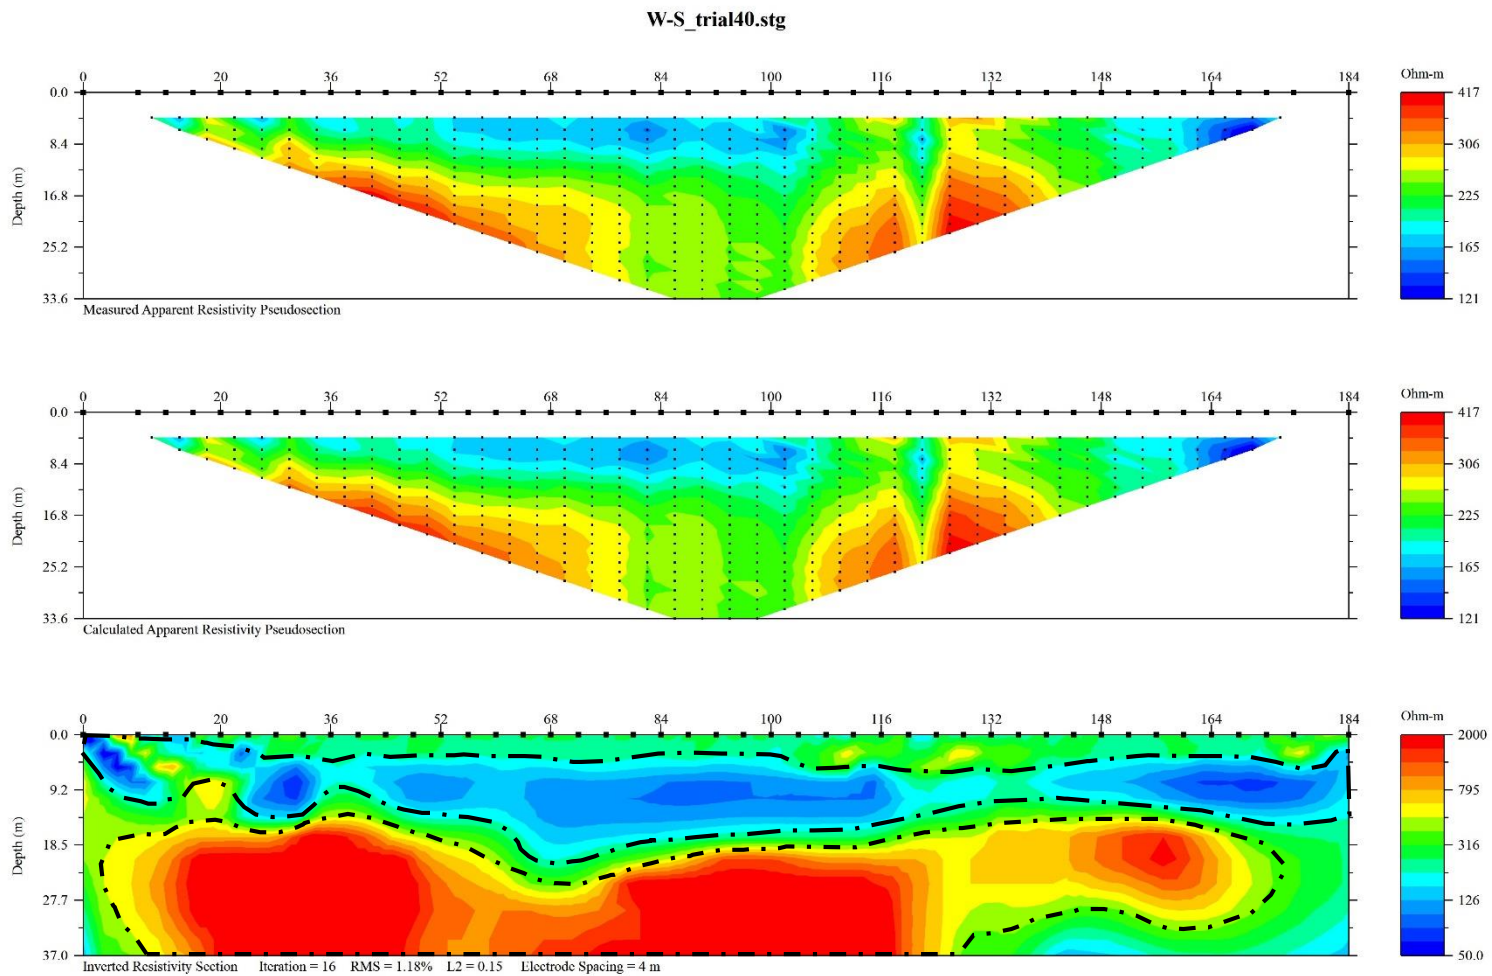 W-S_trial40.stg
0 20 36 52 68 84 100 116 132 148 164 184
Ohm-m
0.0
8.4
16.8
25.2
33.6
Depth (m)
417
306
225
165
121
Measured Apparent Resistivity Pseudosection
0 20 36 52 68 84 100 116 132 148 164 184
Ohm-m
0.0
8.4
16.8
25.2
33.6
Depth (m)
417
306
225
165
121
Calculated Apparent Resistivity Pseudosection
0 20 36 52 68 84 100 116 132 148 164 184
Ohm-m
0.0
9.2
18.5
27.7
37.0
Depth (m)
2000
795
316
126
50.0
Inverted Resistivity Section Iteration = 16 RMS = 1.18% L2 = 0.15 Electrode Spacing = 4 m